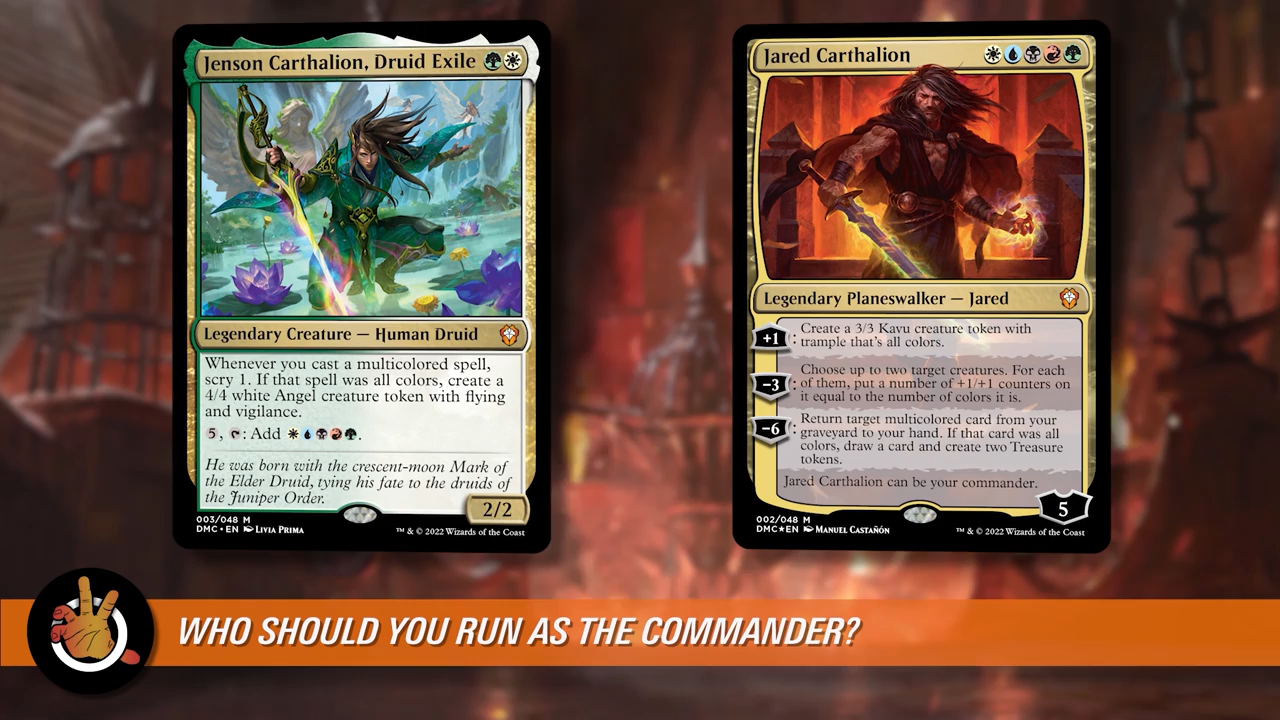 Jenson Carthalion, Druid Exile
Legendary Creature — Human Druid
Whenever you cast a multicolored spell,
scry 1. If that spell was all colors, create a
4/4 white Angel creature token with flying
and vigilance.
5, : Add .
He was born with the crescent-moon Mark of
the Elder Druid, tying his fate to the druids of
the Juniper Order.
2/2
003/048 M
DMC • EN Livia Prima
™ & © 2022 Wizards of the Coast
Jared Carthalion
Legendary Planeswalker — Jared
+1 : Create a 3/3 Kavu creature token with
trample that's all colors.
−3 : Choose up to two target creatures. For each
of them, put a number of +1/+1 counters on
it equal to the number of colors it is.
−6 : Return target multicolored card from your
graveyard to your hand. If that card was all
colors, draw a card and create two Treasure
tokens.
Jared Carthalion can be your commander.
5
002/048 M
DMC★EN Manuel Castañón
™ & © 2022 Wizards of the Coast
WHO SHOULD YOU RUN AS THE COMMANDER?